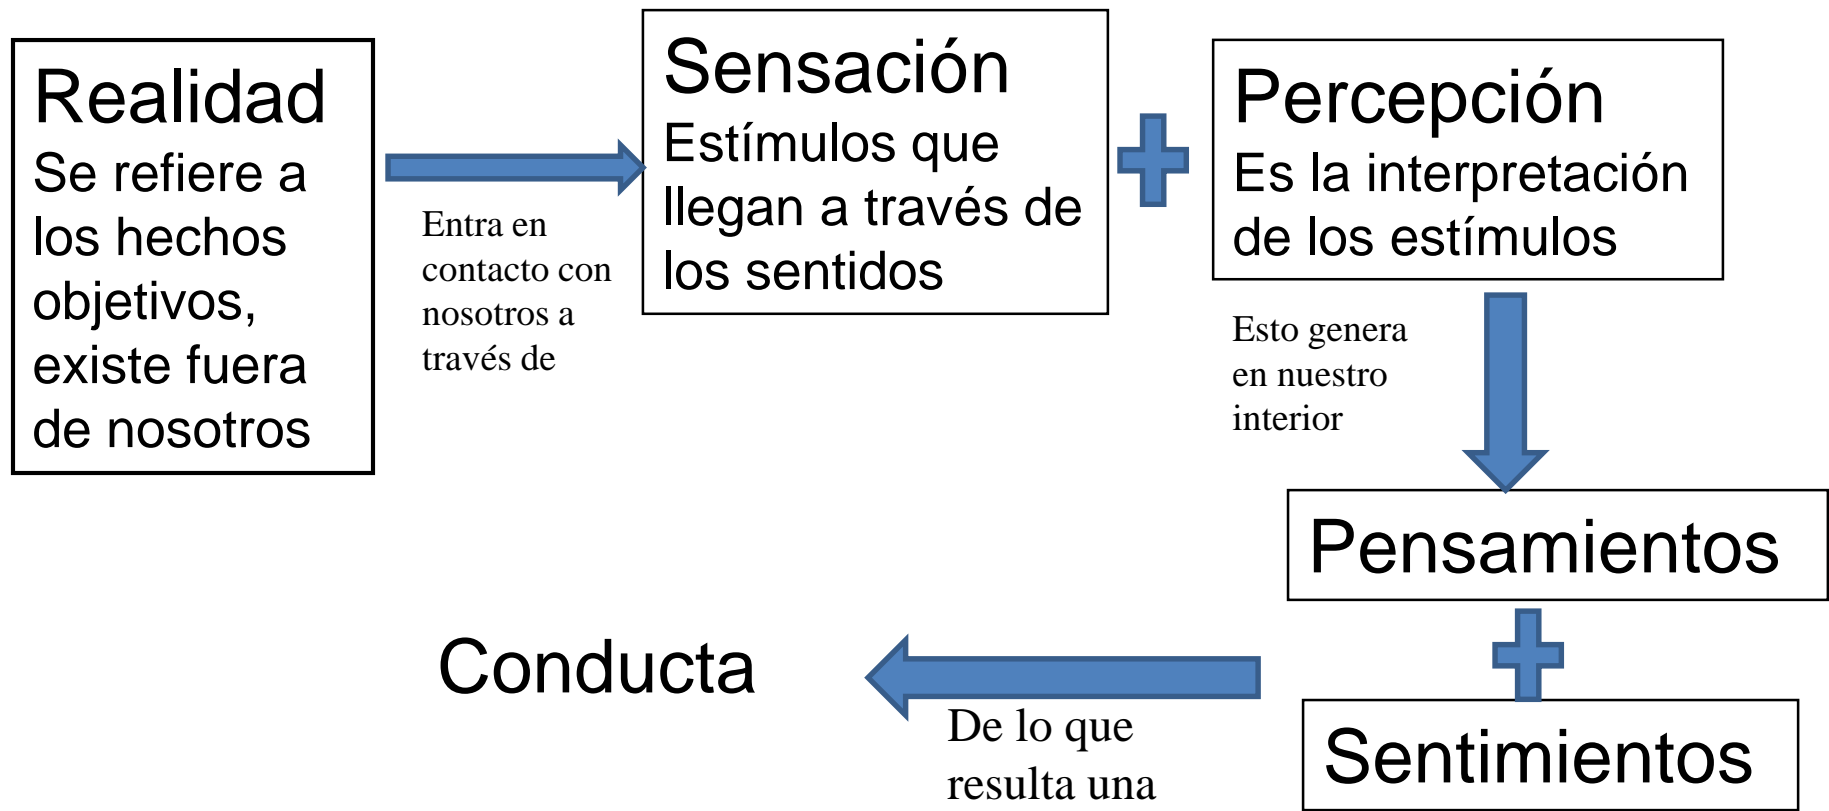 Realidad
Se refiere a
los hechos
objetivos,
existe fuera
de nosotros
Entra en
contacto con
nosotros a
través de
Sensación
Estímulos que
llegan a través de
los sentidos
Percepción
Es la interpretación
de los estímulos
Esto genera
en nuestro
interior
Pensamientos
Sentimientos
De lo que
resulta una
Conducta